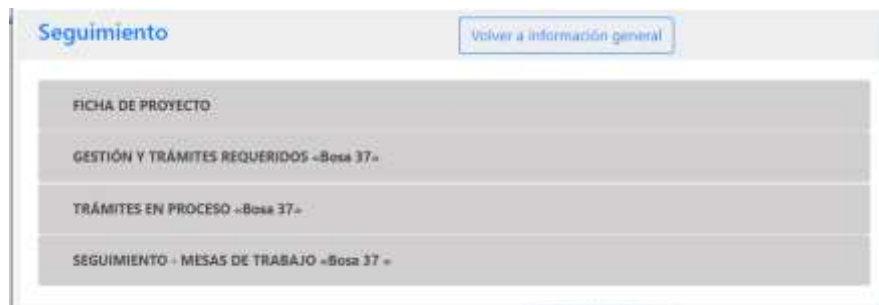 Seguimiento
Volver a información general
FICHA DE PROYECTO
GESTIÓN Y TRÁMITES REQUERIDOS «Bosa 37»
TRÁMITES EN PROCESO «Bosa 37»
SEGUIMIENTO - MESAS DE TRABAJO «Bosa 37 »